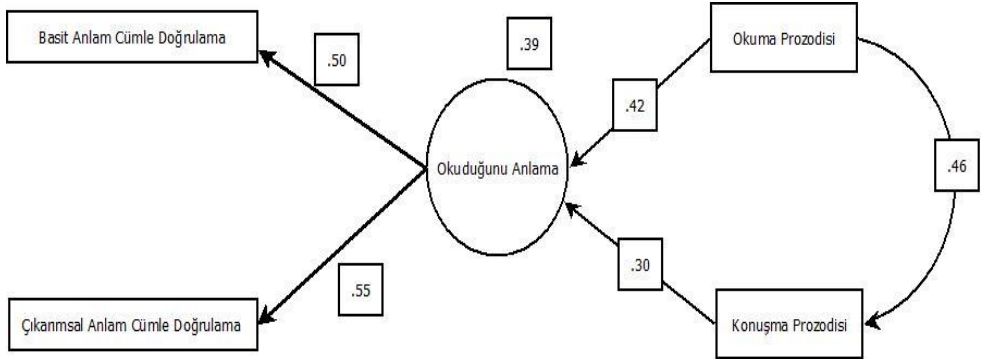 Basit Anlam Cümle Doğrulama
.50
.39
Okuma Prozodisi
.42
Okuduğunu Anlama
.46
.30
.55
Çıkarımsal Anlam Cümle Doğrulama
Konuşma Prozodisi